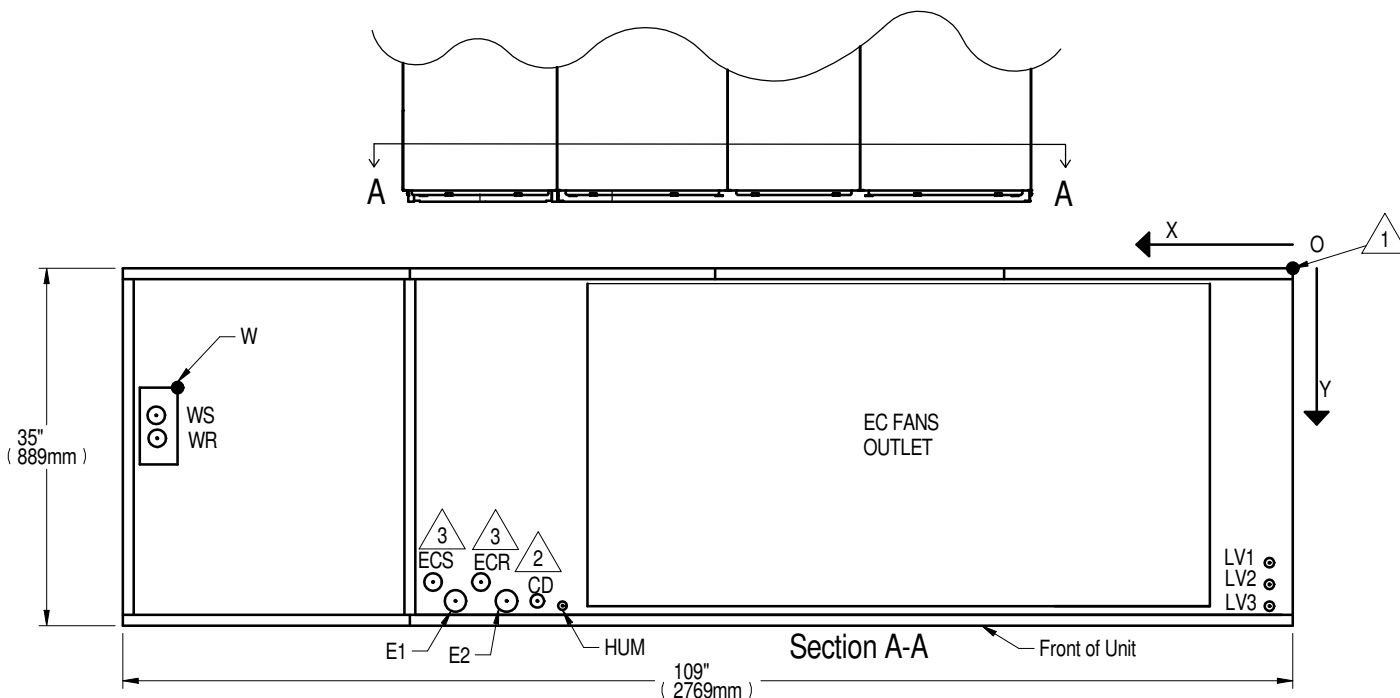 A
A
X
O
1
W
Y
WS
WR
EC FANS
OUTLET
35"
( 889mm )
3
3
2
ECS
ECR
CD
LV1
LV2
LV3
E1
E2
HUM
Section A-A
Front of Unit
109"
( 2769mm )